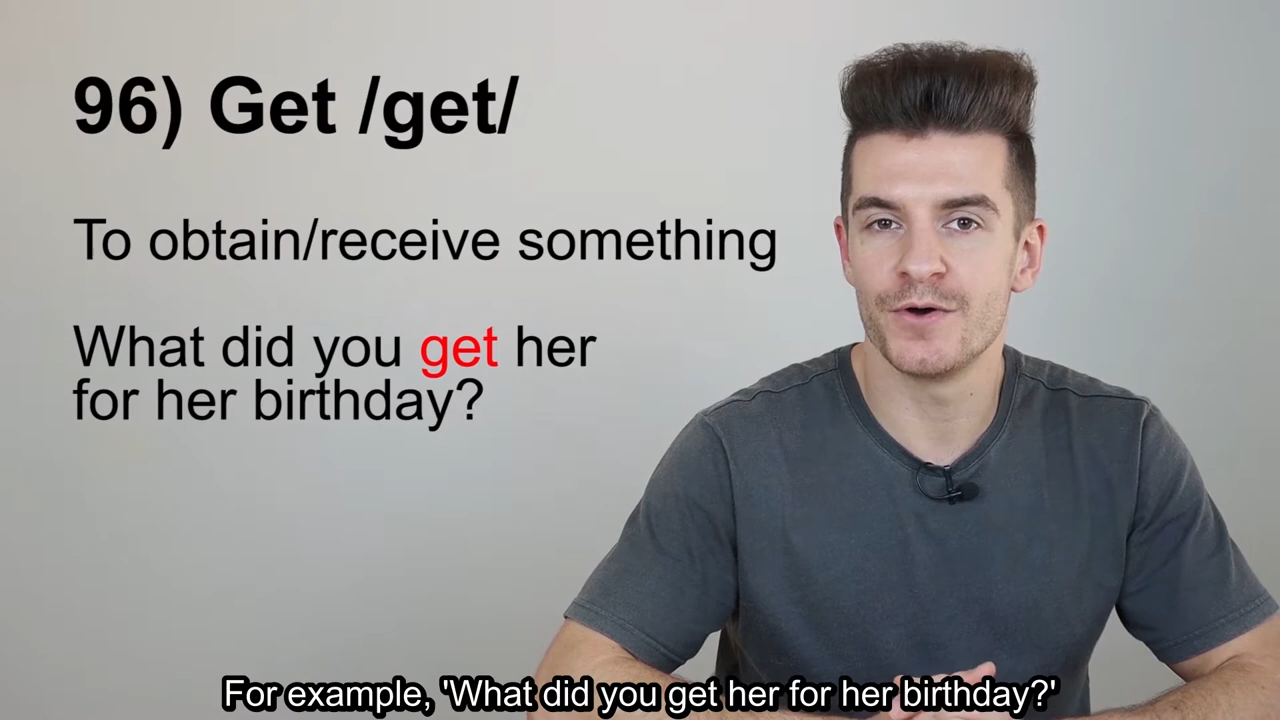 96) Get /get/
To obtain/receive something
What did you get her
for her birthday?
For example, 'What did you get her for her birthday?'